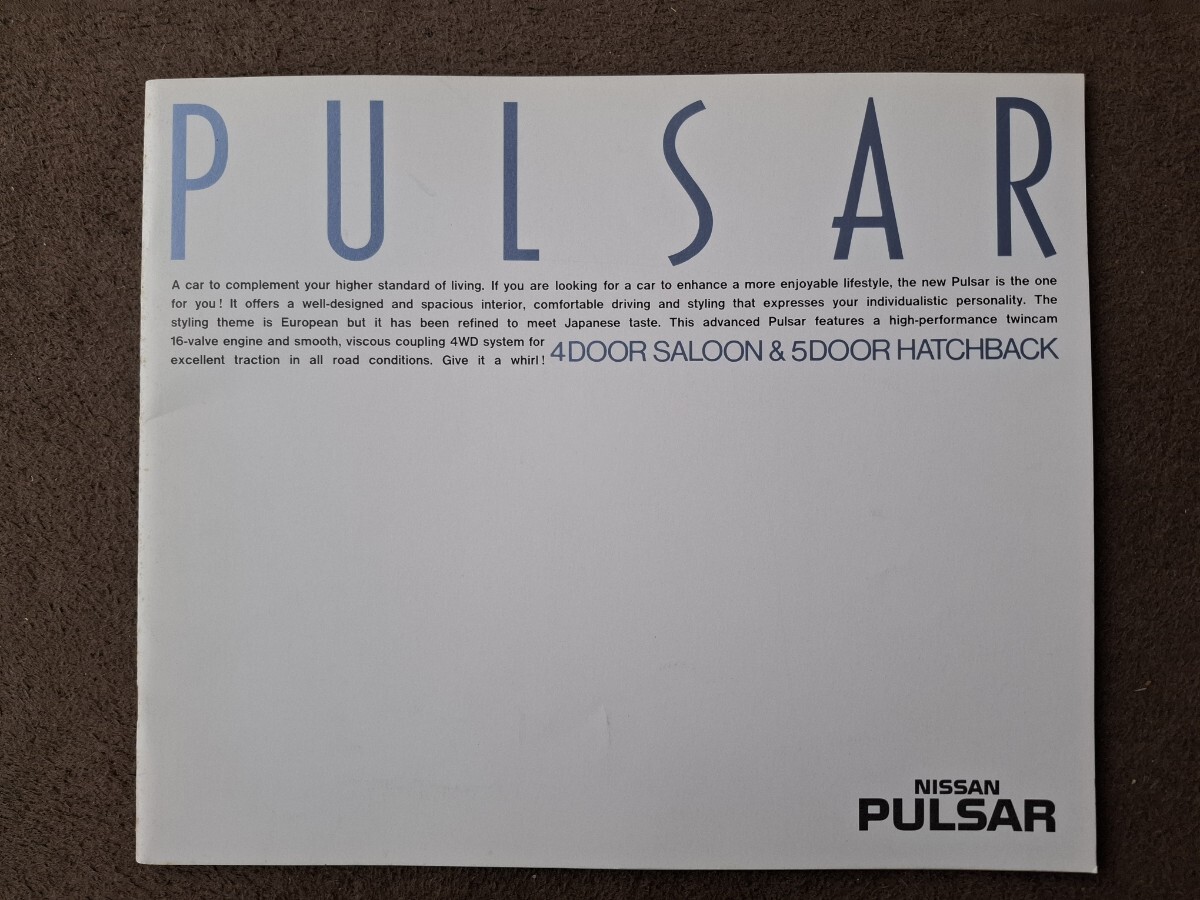 PULSAR
A car to complement your higher standard of living. If you are looking for a car to enhance a more enjoyable lifestyle, the new Pulsar is the one
for you! It offers a well-designed and spacious interior, comfortable driving and styling that expresses your individualistic personality. The
styling theme is European but it has been refined to meet Japanese taste. This advanced Pulsar features a high-performance twincam
16-valve engine and smooth, viscous coupling 4WD system for
excellent traction in all road conditions. Give it a whirl!
4DOOR SALOON & 5DOOR HATCHBACK
NISSAN
PULSAR